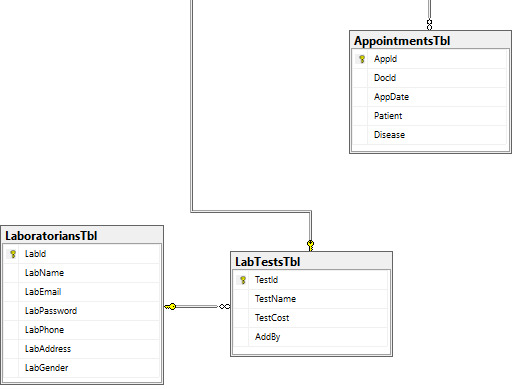 AppointmentsTbl
AppId
DocId
AppDate
Patient
Disease
LaboratoriansTbl
LabId
LabName
LabEmail
LabPassword
LabPhone
LabAddress
LabGender
LabTestsTbl
TestId
TestName
TestCost
AddBy